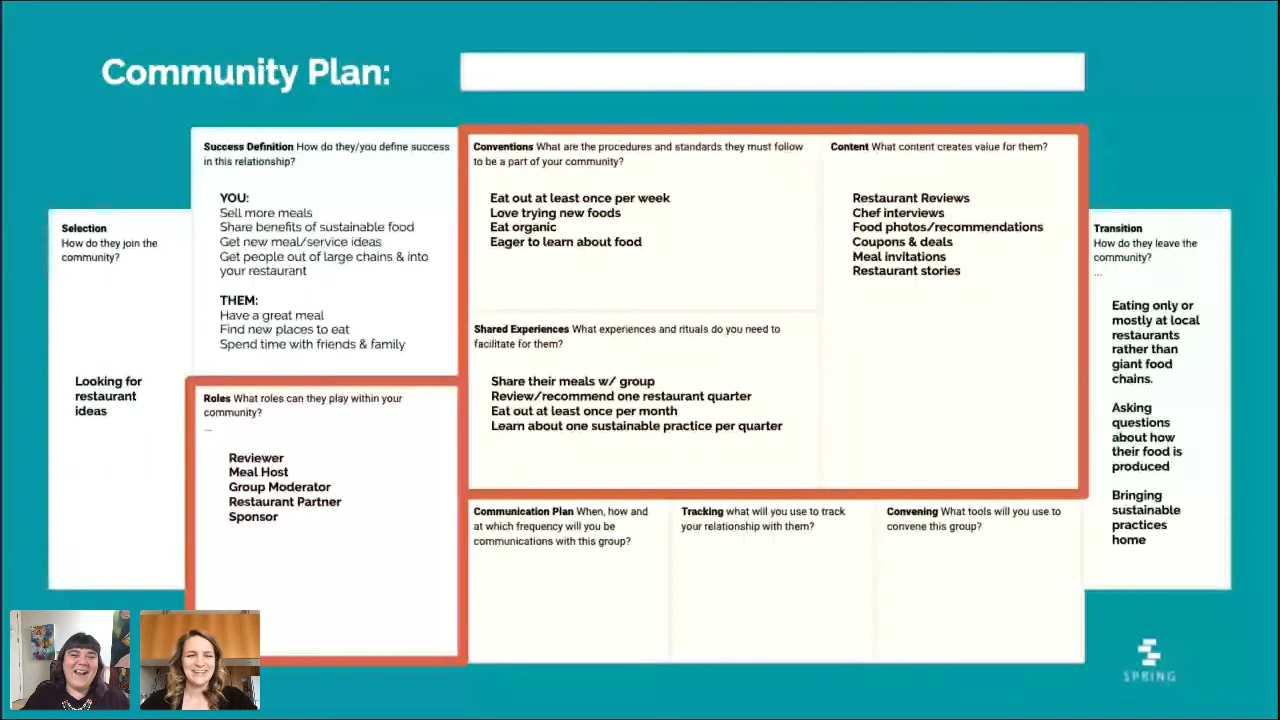 Community Plan:
Selection
How do they join the
community?
Looking for
restaurant
ideas
Success Definition How do they/you define success
in this relationship?
YOU:
Sell more meals
Share benefits of sustainable food
Get new meal/service ideas
Get people out of large chains & into
your restaurant
THEM:
Have a great meal
Find new places to eat
Spend time with friends & family
Roles What roles can they play within your
community?
...
Reviewer
Meal Host
Group Moderator
Restaurant Partner
Sponsor
Conventions What are the procedures and standards they must follow
to be a part of your community?
Eat out at least once per week
Love trying new foods
Eat organic
Eager to learn about food
Shared Experiences What experiences and rituals do you need to
facilitate for them?
Share their meals w/ group
Review/recommend one restaurant quarter
Eat out at least once per month
Learn about one sustainable practice per quarter
Content What content creates value for them?
Restaurant Reviews
Chef interviews
Food photos/recommendations
Coupons & deals
Meal invitations
Restaurant stories
Communication Plan When, how and
at which frequency will you be
communications with this group?
Tracking what will you use to track
your relationship with them?
Convening What tools will you use to
convene this group?
Transition
How do they leave the
community?
...
Eating only or
mostly at local
restaurants
rather than
giant food
chains.
Asking
questions
about how
their food is
produced
Bringing
sustainable
practices
home
SPRING